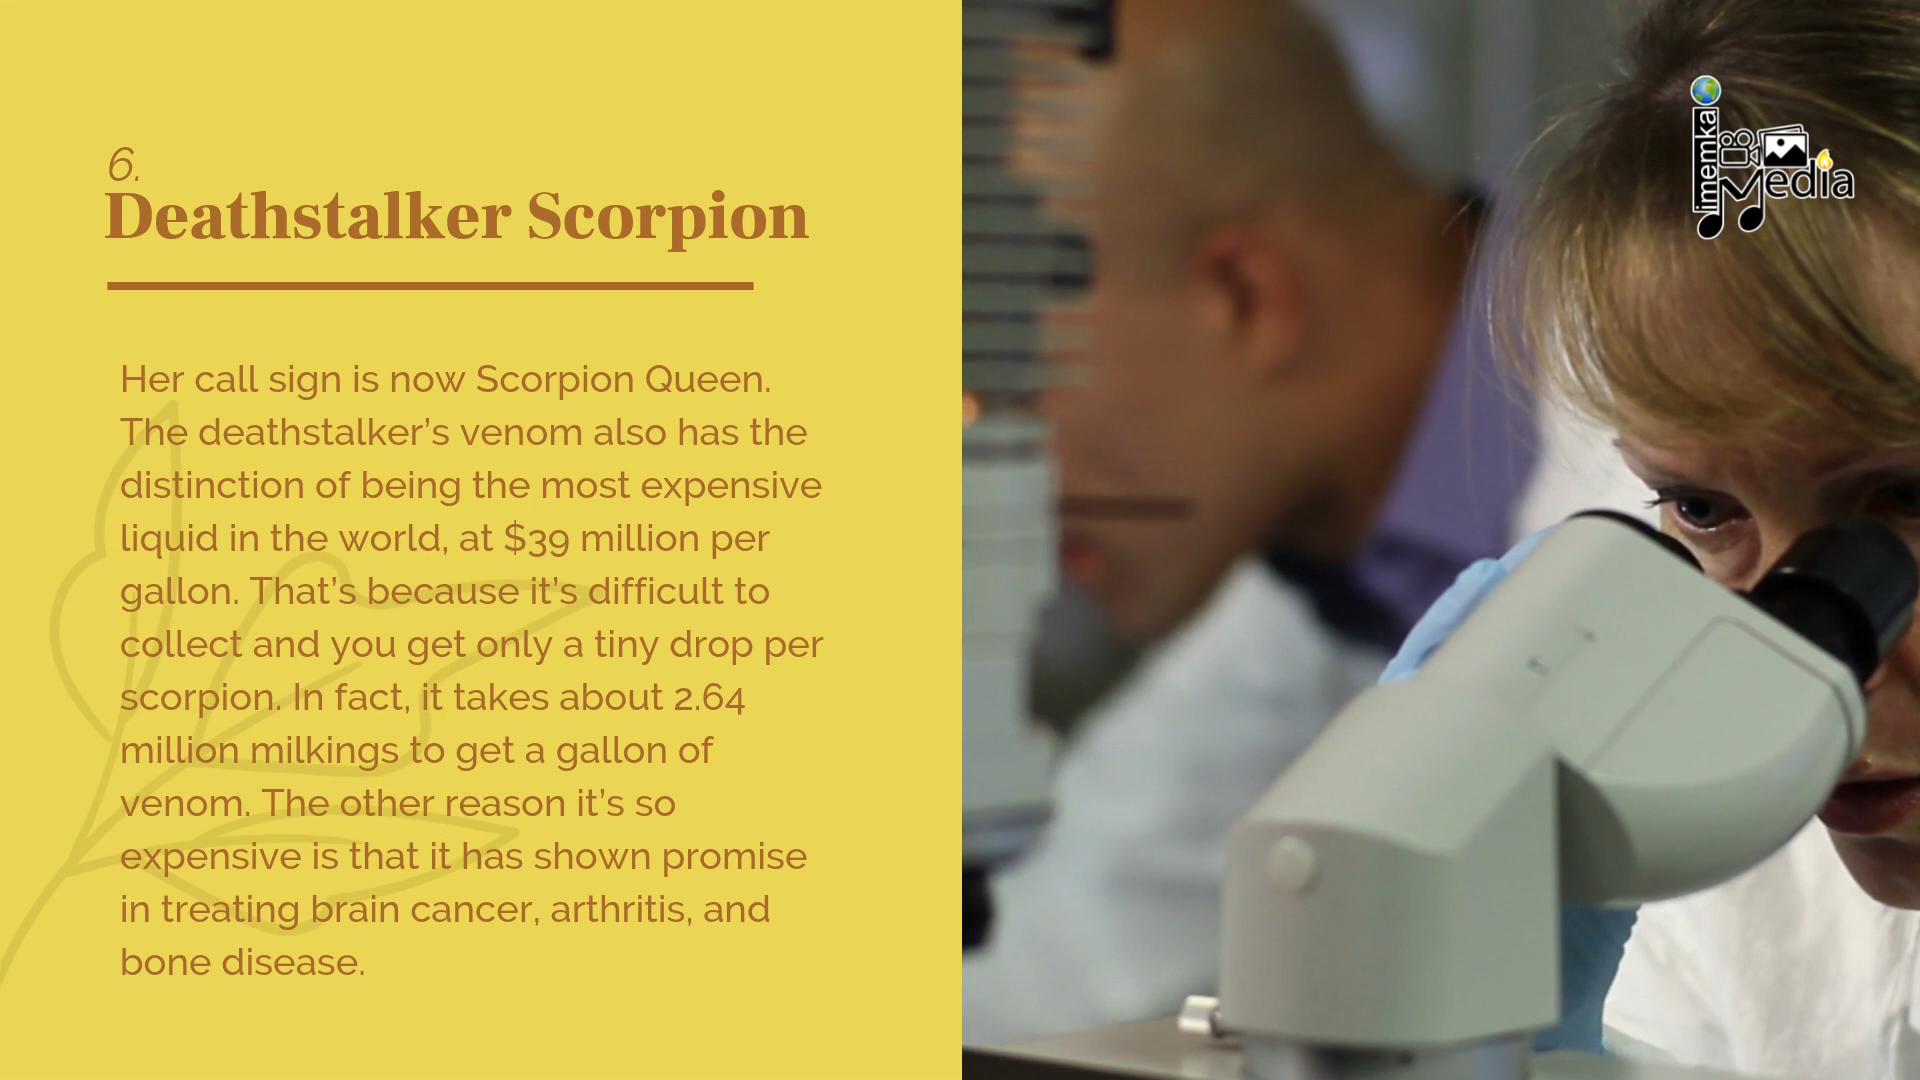 6.
Deathstalker Scorpion
Her call sign is now Scorpion Queen.
The deathstalker's venom also has the
distinction of being the most expensive
liquid in the world, at $39 million per
gallon. That's because it's difficult to
collect and you get only a tiny drop per
scorpion. In fact, it takes about 2.64
million milkings to get a gallon of
venom. The other reason it's so
expensive is that it has shown promise
in treating brain cancer, arthritis, and
bone disease.
imemka
Media